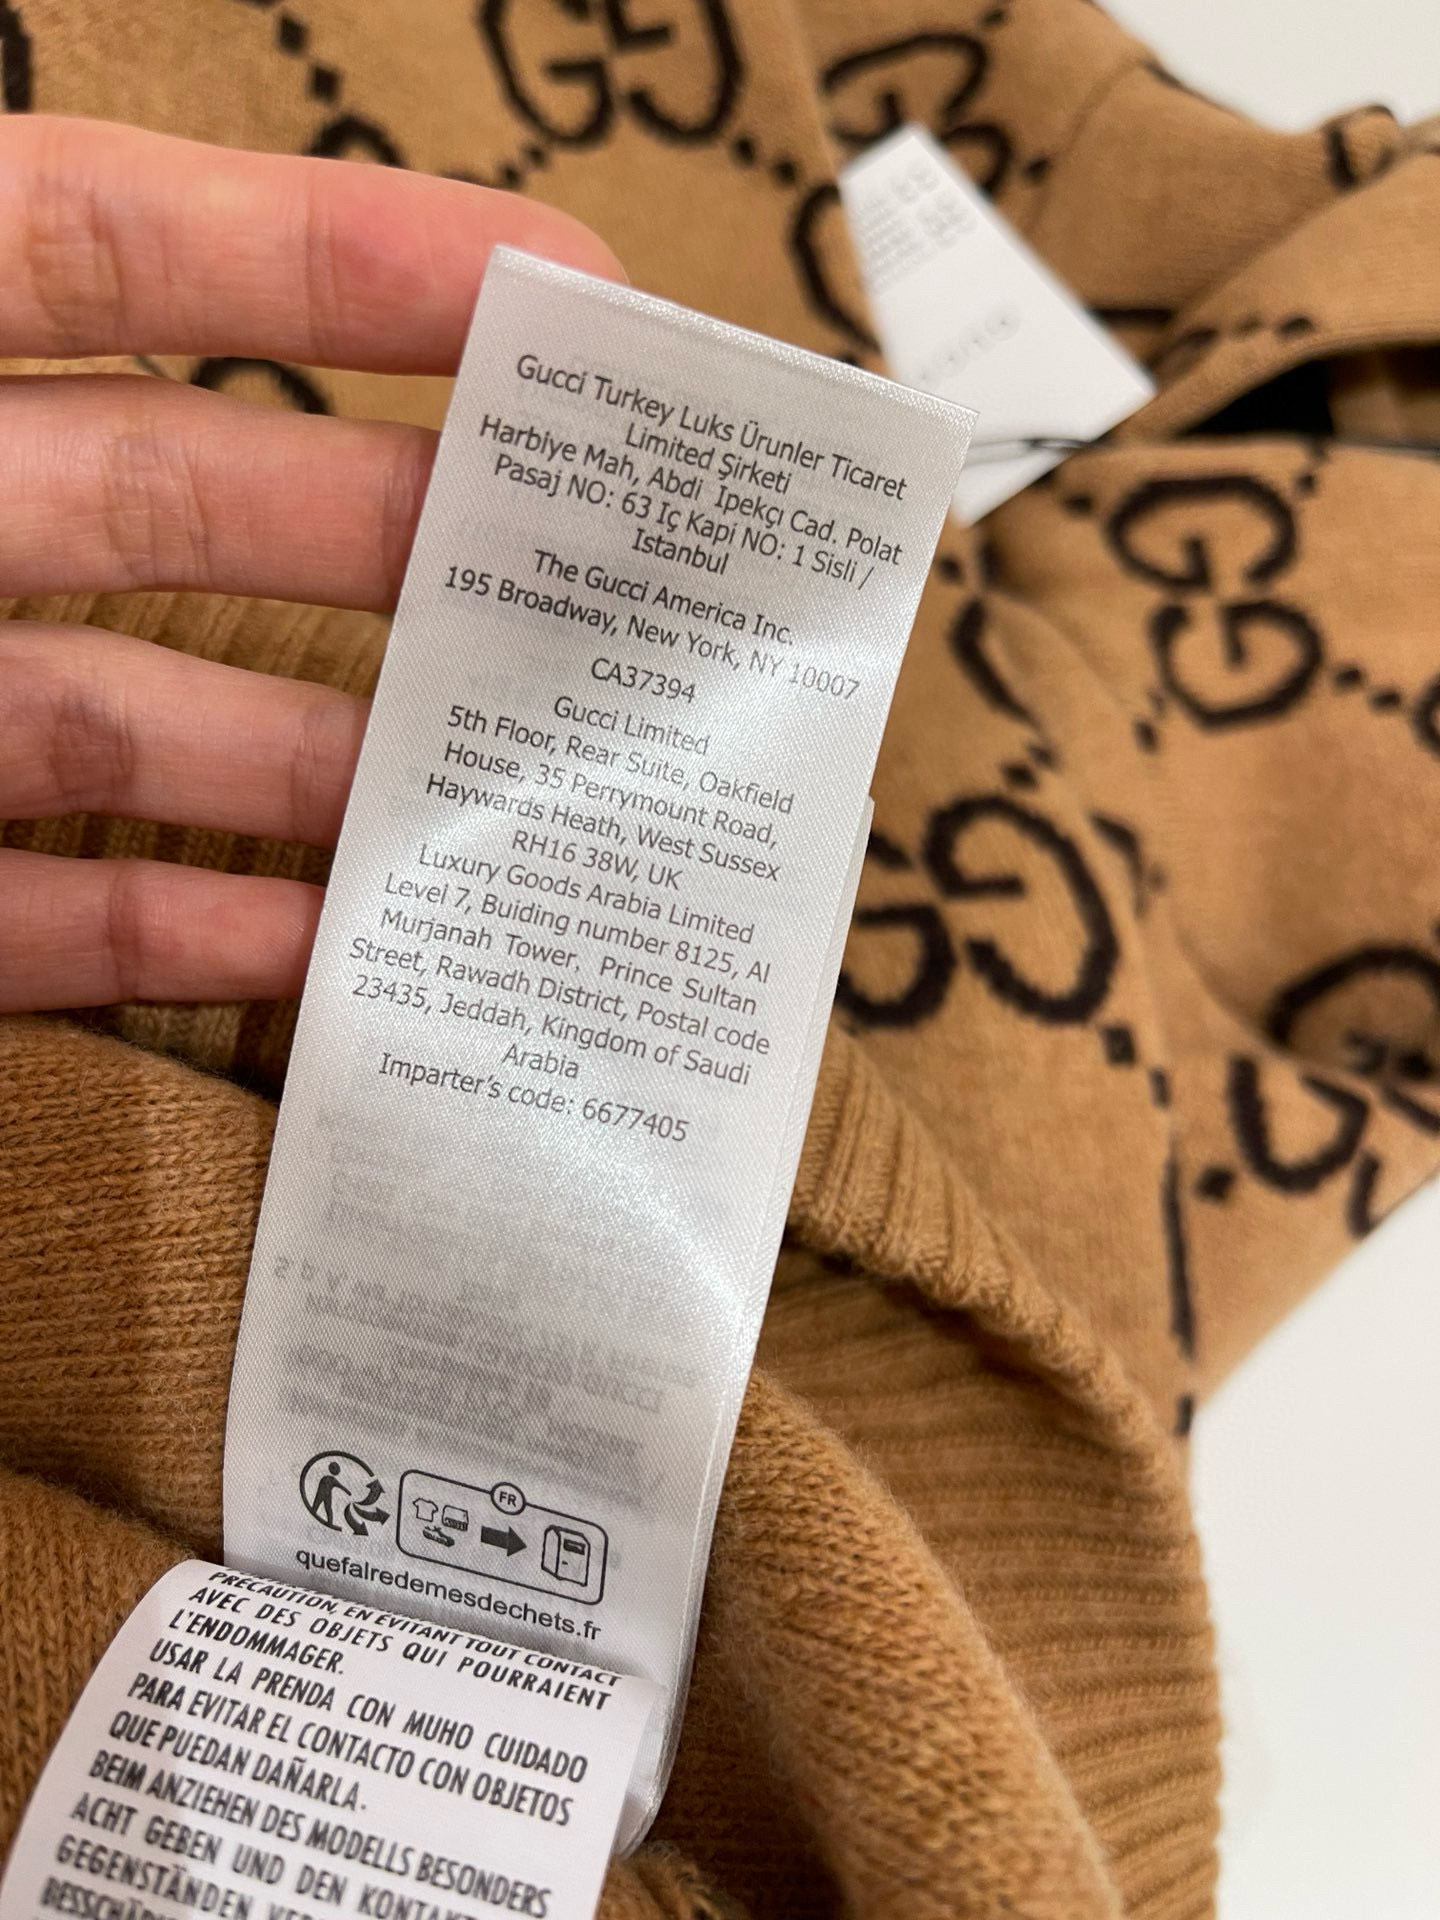 Gucci Turkey Luks Ürunler Ticaret
Limited Şirketi
Harbiye Mah, Abdi İpekçı Cad. Polat
Pasaj NO: 63 Iç Kapi NO: 1 Sisli /
Istanbul
The Gucci America Inc.
195 Broadway, New York, NY 10007
CA37394
Gucci Limited
5th Floor, Rear Suite, Oakfield
House, 35 Perrymount Road,
Haywards Heath, West Sussex
RH16 38W, UK
Luxury Goods Arabia Limited
Level 7, Buiding number 8125, Al
Murjanah Tower, Prince Sultan
Street, Rawadh District, Postal code
23435, Jeddah, Kingdom of Saudi
Arabia
Imparter's code: 6677405
FR
quefalredemesdechets.fr
PRÉCAUTION, EN ÉVITANT TOUT CONTACT
AVEC DES OBJETS QUI POURRAIENT
L'ENDOMMAGER.
USAR LA PRENDA CON MUHO CUIDADO
PARA EVITAR EL CONTACTO CON OBJETOS
QUE PUEDAN DAÑARLA.
BEIM ANZIEHEN DES MODELLS BESONDERS
ACHT GEBEN UND DEN
GEGENSTÄNDEN